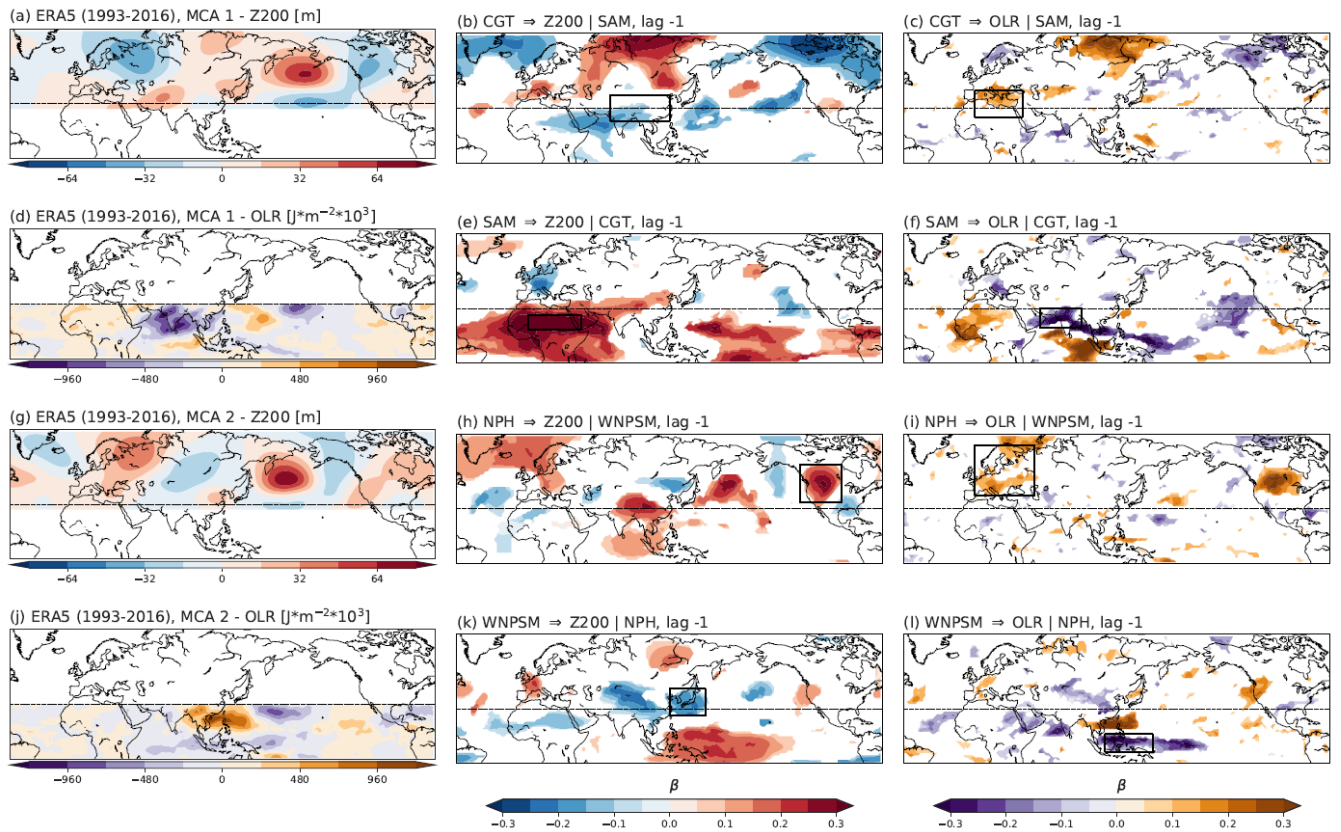 (a) ERA5 (1993-2016), MCA 1 - Z200 [m]
(b) CGT ⇒ Z200 | SAM, lag -1
(c) CGT ⇒ OLR | SAM, lag -1
−64 −32 0 32 64
(d) ERA5 (1993-2016), MCA 1 - OLR [J*m⁻²*10³]
(e) SAM ⇒ Z200 | CGT, lag -1
(f) SAM ⇒ OLR | CGT, lag -1
−960 −480 0 480 960
(g) ERA5 (1993-2016), MCA 2 - Z200 [m]
(h) NPH ⇒ Z200 | WNPSM, lag -1
(i) NPH ⇒ OLR | WNPSM, lag -1
−64 −32 0 32 64
(j) ERA5 (1993-2016), MCA 2 - OLR [J*m⁻²*10³]
(k) WNPSM ⇒ Z200 | NPH, lag -1
(l) WNPSM ⇒ OLR | NPH, lag -1
−960 −480 0 480 960
β
−0.3 −0.2 −0.1 0.0 0.1 0.2 0.3
β
−0.3 −0.2 −0.1 0.0 0.1 0.2 0.3